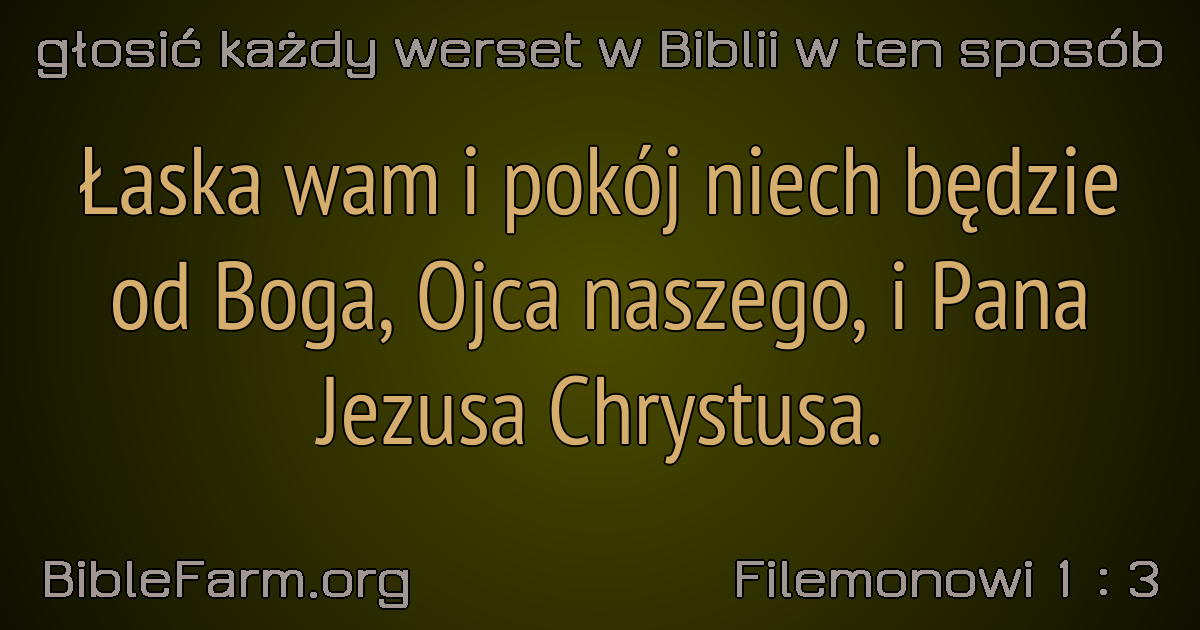 głosić każdy werset w Biblii w ten sposób
Łaska wam i pokój niech będzie
od Boga, Ojca naszego, i Pana
Jezusa Chrystusa.
BibleFarm.org
Filemonowi 1 : 3